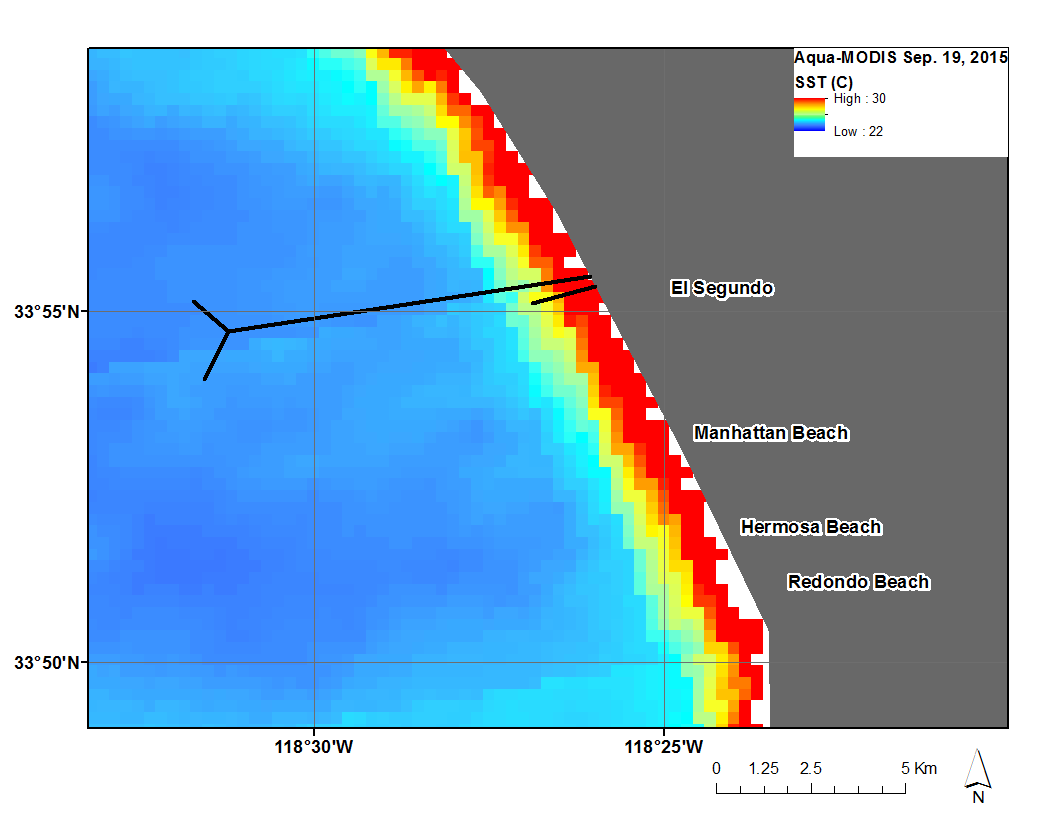 Aqua-MODIS Sep. 19, 2015
SST (C)
High : 30
Low : 22
El Segundo
33°55'N
Manhattan Beach
Hermosa Beach
Redondo Beach
33°50'N
118°30'W
118°25'W
0 1.25 2.5 5 Km
N